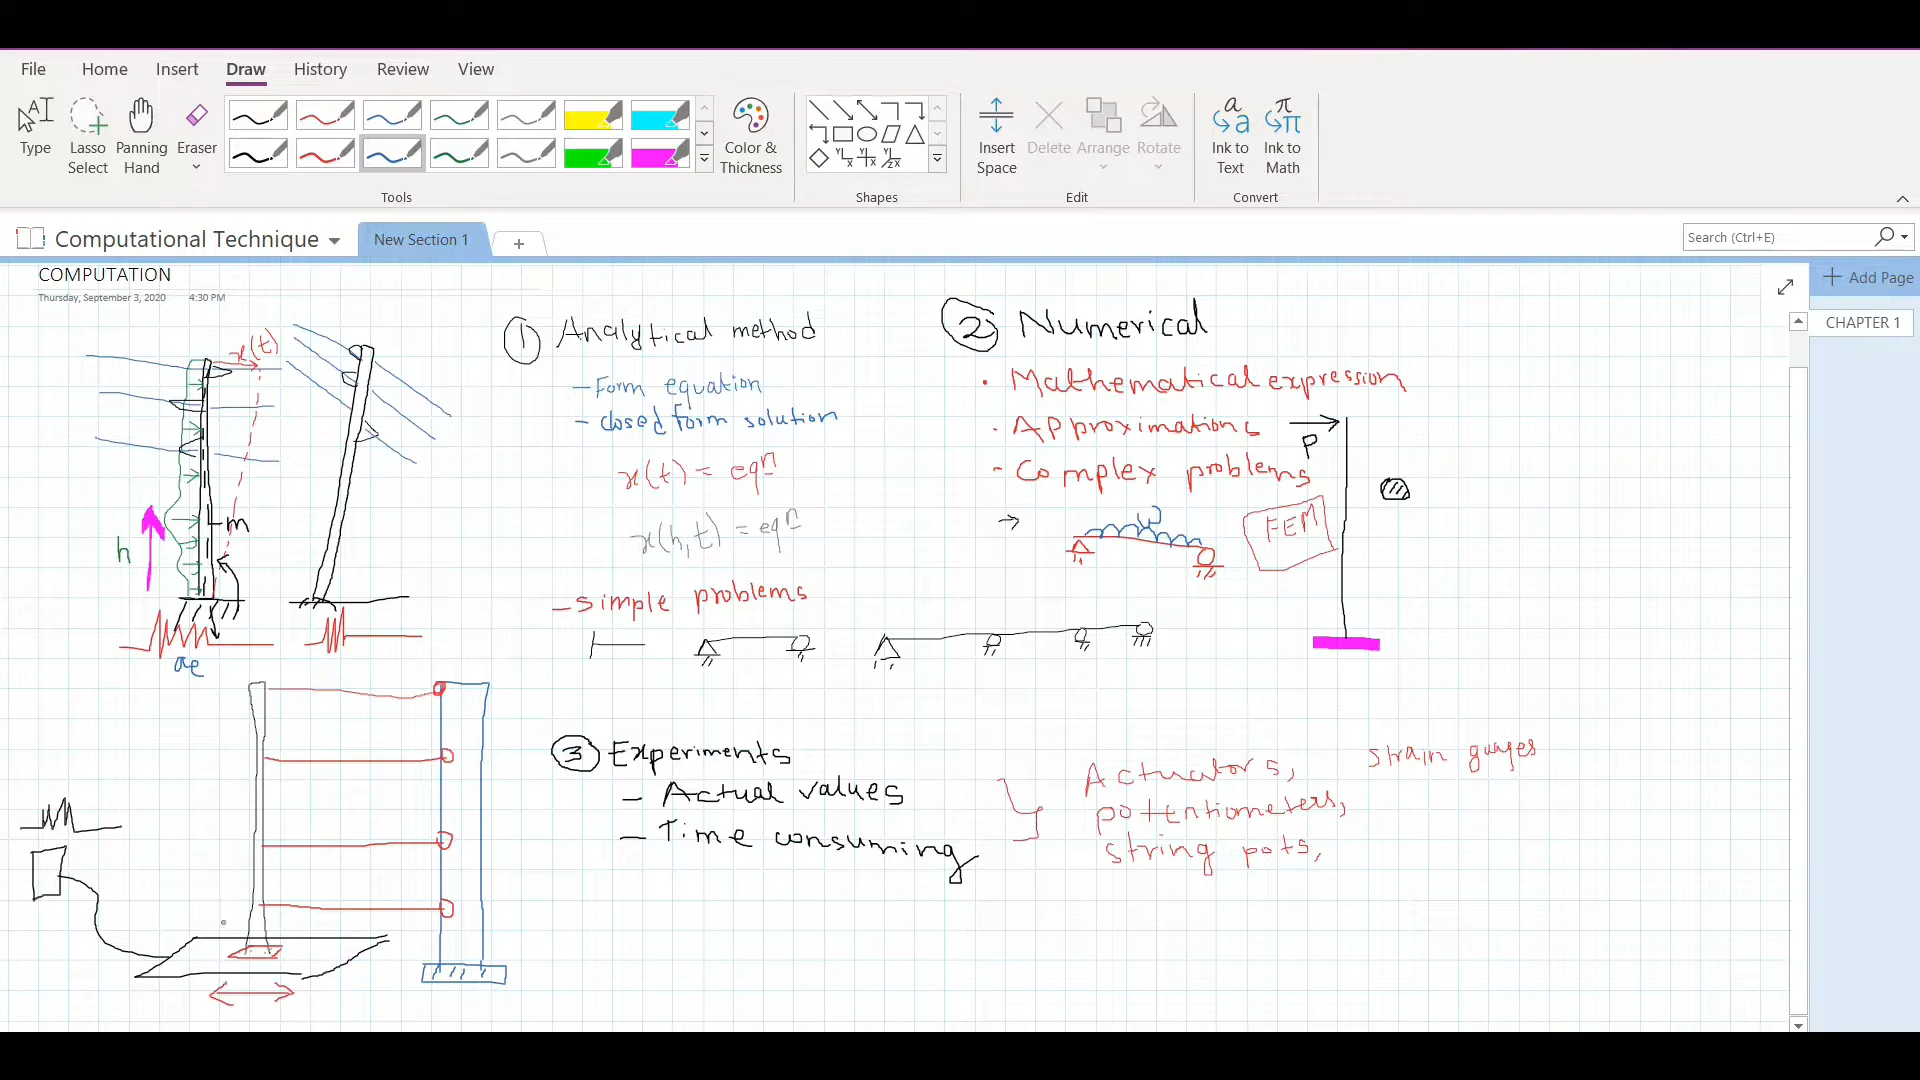 File Home Insert Draw History Review View
Type
Lasso Select
Panning Hand
Eraser
Color & Thickness
Insert Space
Delete
Arrange
Rotate
Ink to Text
Ink to Math
Tools
Shapes
Edit
Convert
Computational Technique
New Section 1
Search (Ctrl+E)
Add Page
CHAPTER 1
COMPUTATION
Thursday, September 3, 2020 4:30 PM
x(t)
m
h
① Analytical method
- Form equation
- closed form solution
x(t) = eqn
x(h,t) = eqn
- simple problems
② Numerical
• Mathematical expression
• Approximations
- Complex problems
P
→
W
FEM
③ Experiments
- Actual values
- Time consuming
Actuators,
potentiometers,
string pots,
strain guages